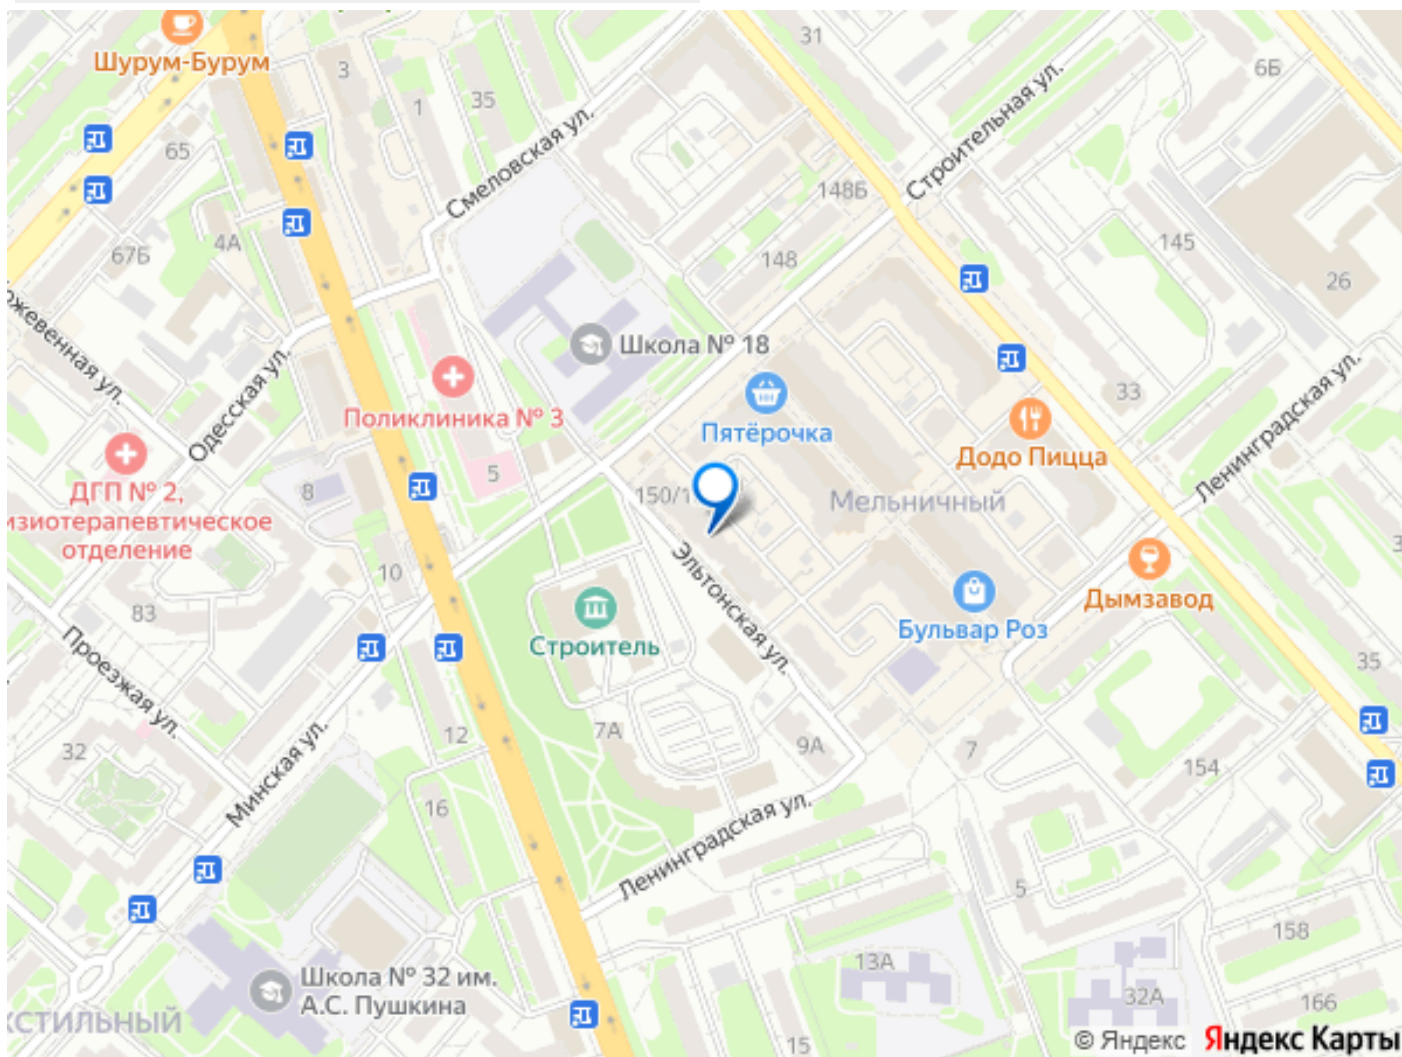 Шурум-Бурум
31
3
6Б
1
35
Строительная ул.
65
Смеловская ул.
148Б
4А
67Б
145
148
26
Школа № 18
33
Одесская ул.
Поликлиника № 3
Пятёрочка
Додо Пицца
Ленинградская ул.
ДГП № 2,
отделение
5
8
Мельничный
10
Эльтонская ул.
Дымзавод
83
Строитель
Бульвар Роз
35
Проезжая ул.
7А
9А
7
12
32
154
Минская ул.
16
Ленинградская ул.
5
158
13А
Школа № 32 им.
А.С. Пушкина
32А
166
15
© Яндекс Яндекс Карты